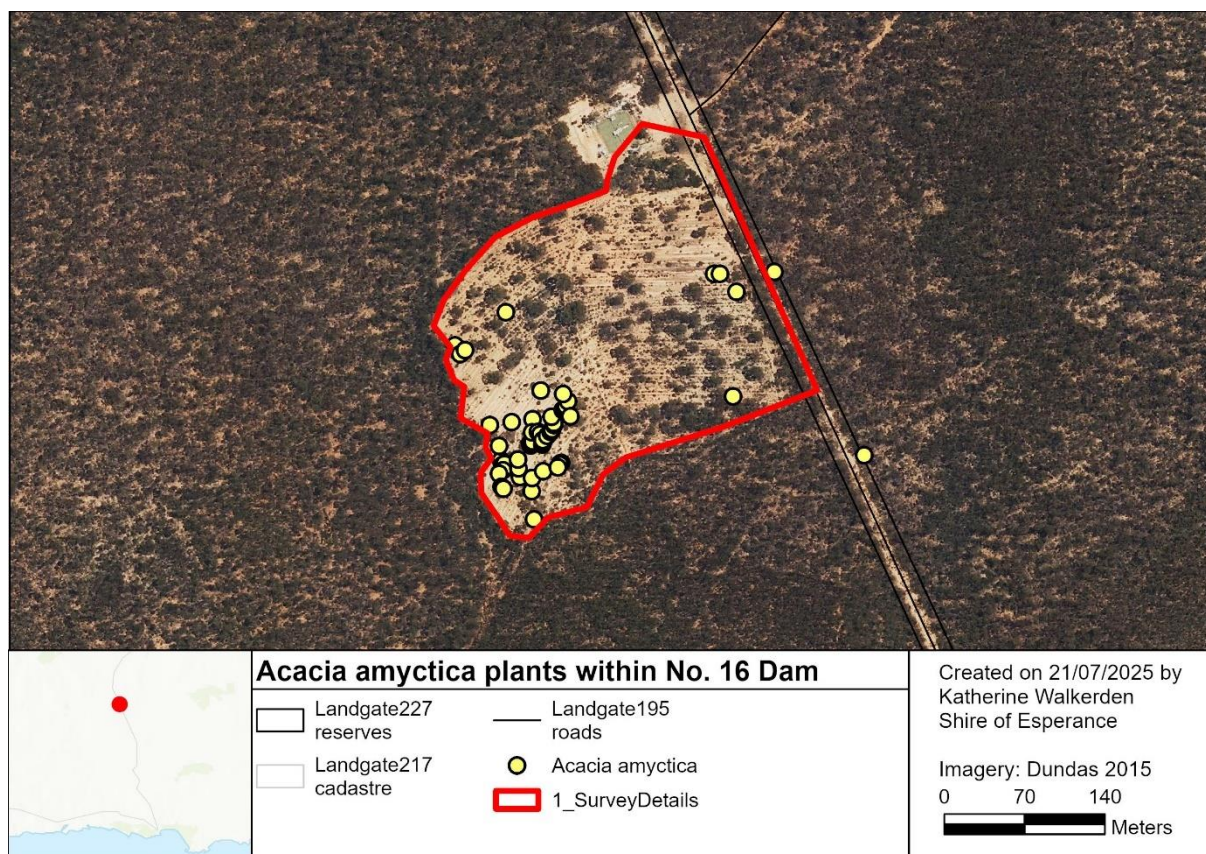 Acacia amyctica plants within No. 16 Dam
Landgate227
reserves
Landgate217
cadastre
Landgate195
roads
Acacia amyctica
1_SurveyDetails
Created on 21/07/2025 by
Katherine Walkerden
Shire of Esperance
Imagery: Dundas 2015
0 70 140
Meters